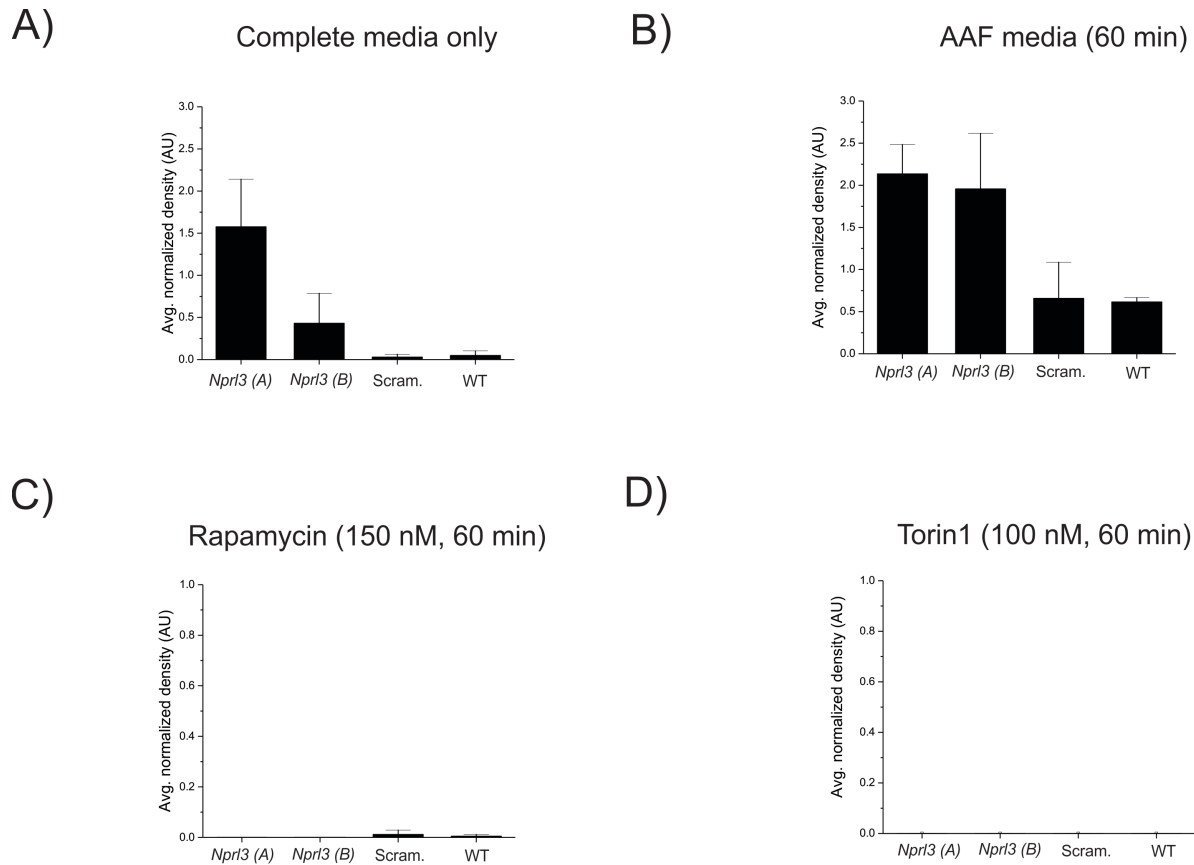 A)
Complete media only
Avg. normalized density (AU)
3.0
2.5
2.0
1.5
1.0
0.5
0.0
Nprl3 (A) Nprl3 (B) Scram. WT
B)
AAF media (60 min)
Avg. normalized density (AU)
3.0
2.5
2.0
1.5
1.0
0.5
0.0
Nprl3 (A) Nprl3 (B) Scram. WT
C)
Rapamycin (150 nM, 60 min)
Avg. normalized density (AU)
1.0
0.8
0.6
0.4
0.2
0.0
Nprl3 (A) Nprl3 (B) Scram. WT
D)
Torin1 (100 nM, 60 min)
Avg. normalized density (AU)
1.0
0.8
0.6
0.4
0.2
0.0
Nprl3 (A) Nprl3 (B) Scram. WT